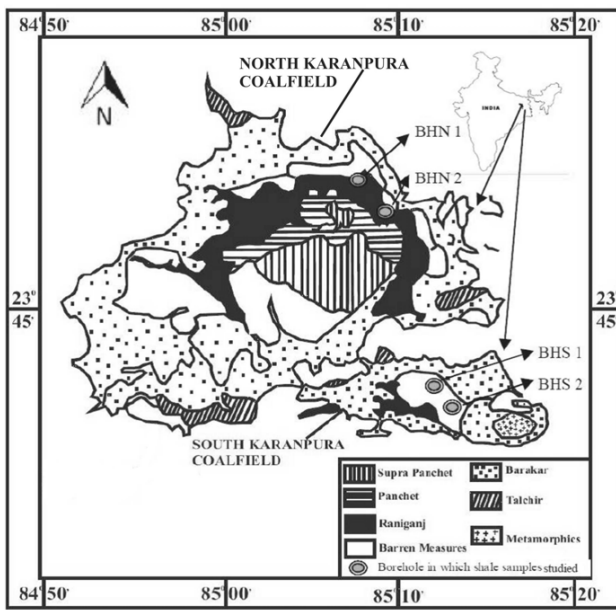 84° 50' 85° 00' 85° 10' 85° 20'
NORTH KARANPURA
COALFIELD
INDIA
N
BHN 1
BHN 2
23° 45'
23° 45'
BHS 1
BHS 2
SOUTH KARANPURA
COALFIELD
Supra Panchet
Panchet
Raniganj
Barren Measures
Barakar
Talchir
Metamorphics
Borehole in which shale samples studied
84° 50' 85° 00' 85° 10' 85° 20'